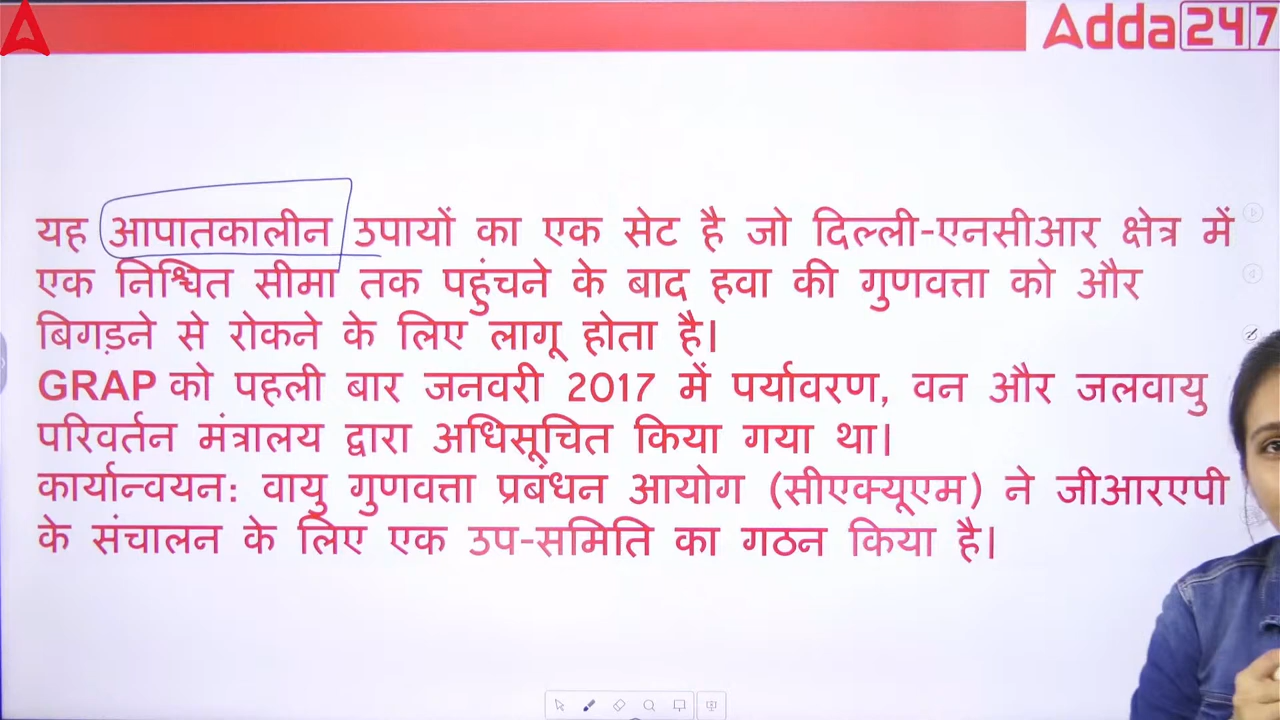 Adda247
यह आपातकालीन उपायों का एक सेट है जो दिल्ली-एनसीआर क्षेत्र में
एक निश्चित सीमा तक पहुंचने के बाद हवा की गुणवत्ता को और
बिगड़ने से रोकने के लिए लागू होता है।
GRAP को पहली बार जनवरी 2017 में पर्यावरण, वन और जलवायु
परिवर्तन मंत्रालय द्वारा अधिसूचित किया गया था।
कार्यान्वयन: वायु गुणवत्ता प्रबंधन आयोग (सीएक्यूएम) ने जीआरएपी
के संचालन के लिए एक उप-समिति का गठन किया है।